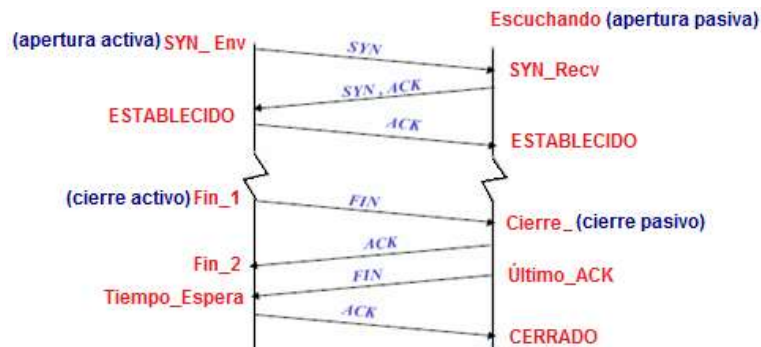 Escuchando (apertura pasiva)
(apertura activa) SYN_ Env
SYN
SYN_Recv
SYN , ACK
ESTABLECIDO
ACK
ESTABLECIDO
(cierre activo) Fin_1
FIN
Cierre_ (cierre pasivo)
ACK
Fin_2
FIN
Último_ACK
Tiempo_Espera
ACK
CERRADO